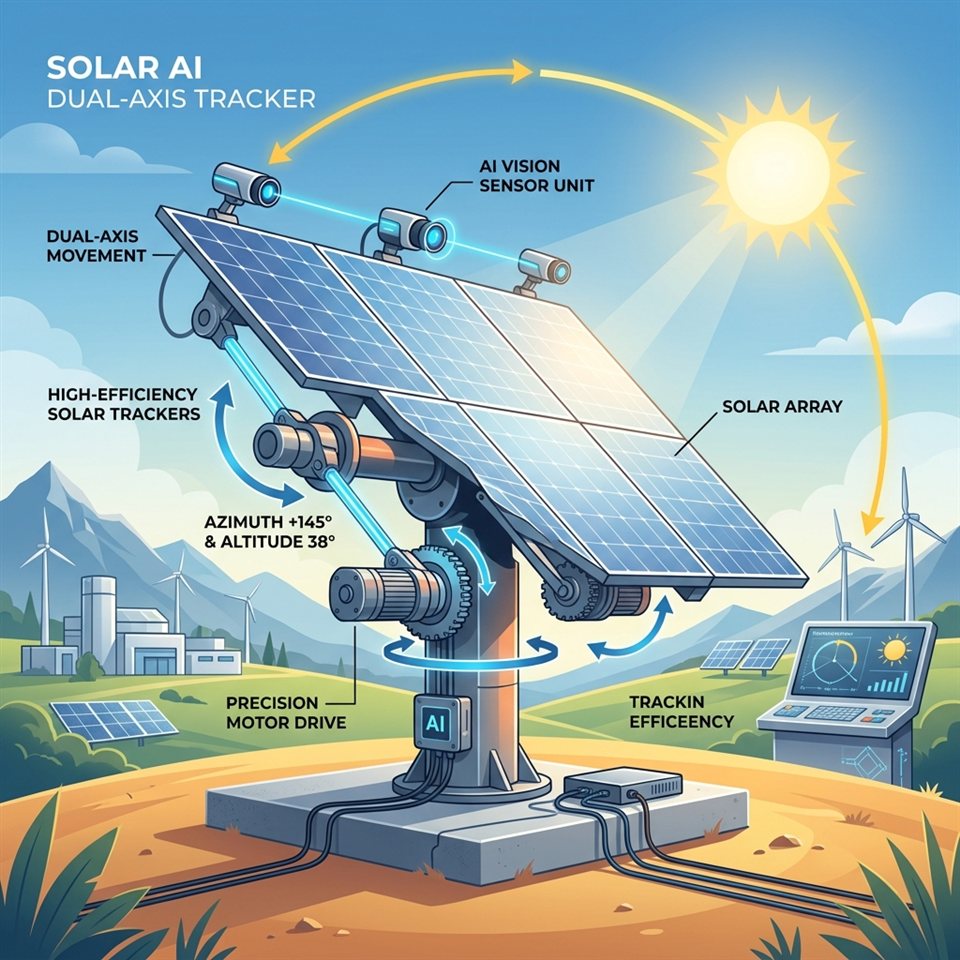 SOLAR AI
DUAL-AXIS TRACKER
AI VISION
SENSOR UNIT
DUAL-AXIS
MOVEMENT
HIGH-EFFICIENCY
SOLAR TRACKERS
SOLAR ARRAY
AZIMUTH +145°
& ALTITUDE 38°
PRECISION
MOTOR DRIVE
AI
TRACKIN
EFFICEENCY